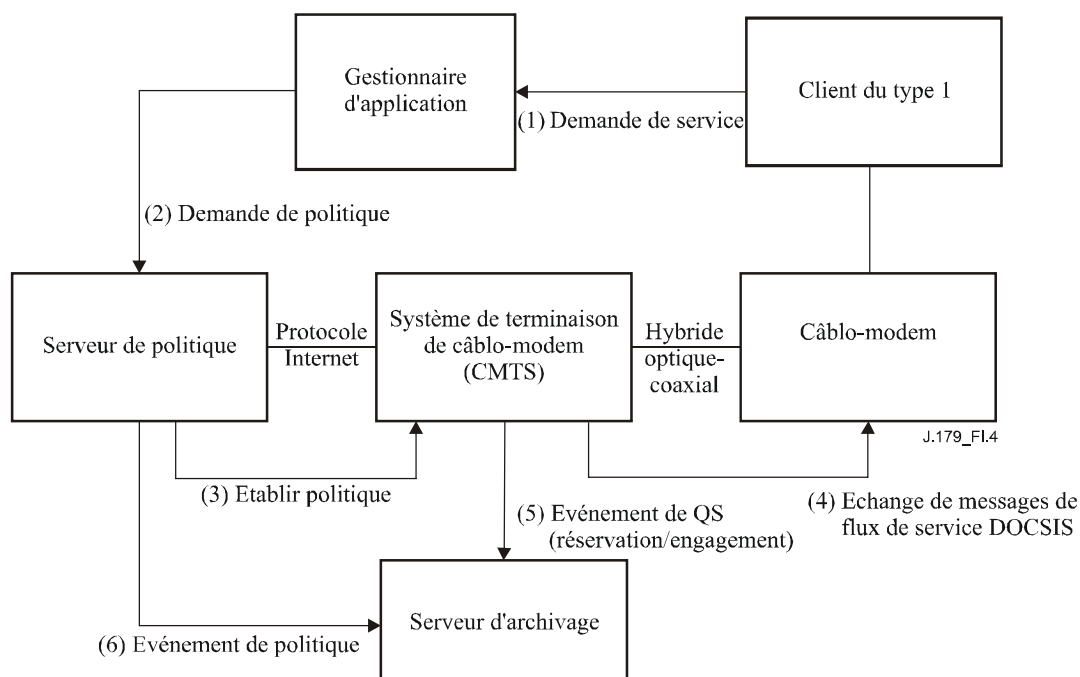 Gestionnaire
d'application
Client du type 1
(1) Demande de service
(2) Demande de politique
Serveur de politique
Protocole
Internet
Système de terminaison
de câblo-modem
(CMTS)
Hybride
optique-
coaxial
Câblo-modem
J.179_FI.4
(3) Etablir politique
(4) Echange de messages de
flux de service DOCSIS
(5) Evénement de QS
(réservation/engagement)
Serveur d'archivage
(6) Evénement de politique